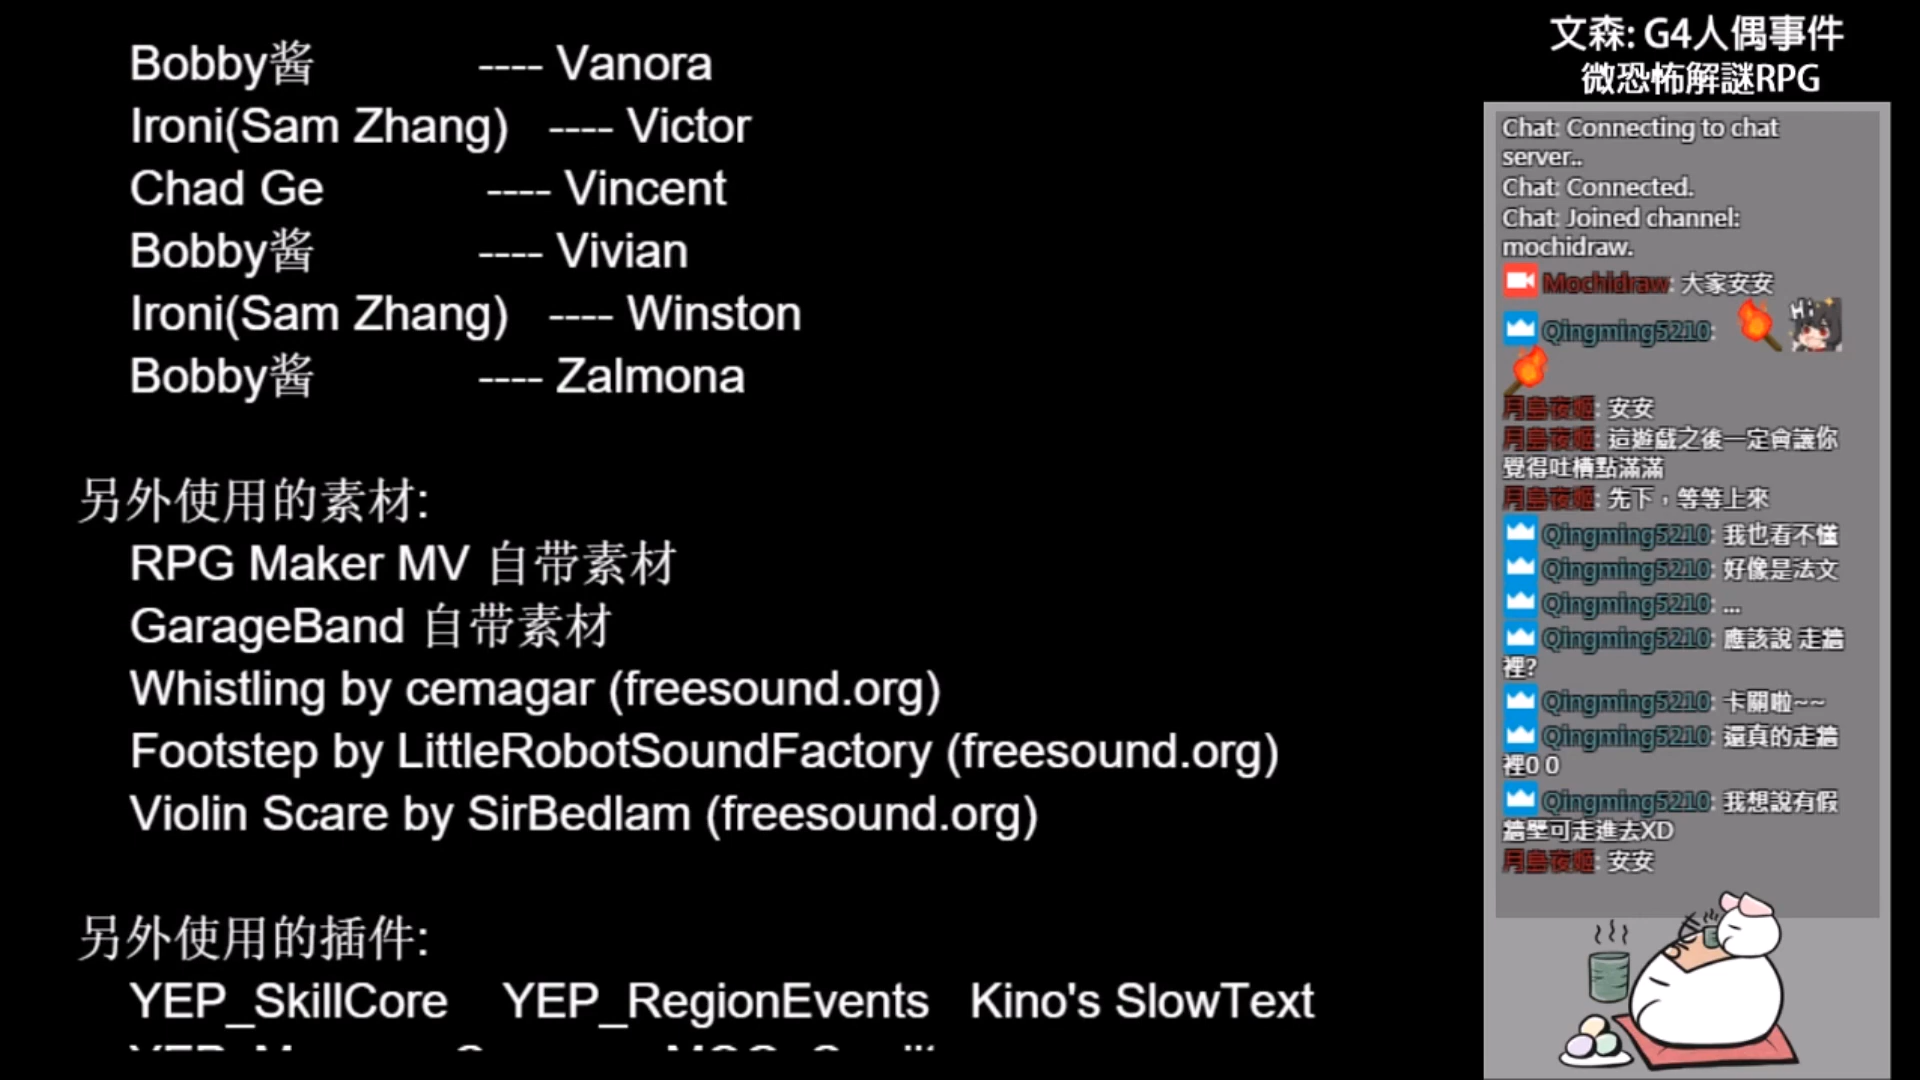 Bobby酱 ---- Vanora
Ironi(Sam Zhang) ---- Victor
Chad Ge ---- Vincent
Bobby酱 ---- Vivian
Ironi(Sam Zhang) ---- Winston
Bobby酱 ---- Zalmona
另外使用的素材:
RPG Maker MV 自带素材
GarageBand 自带素材
Whistling by cemagar (freesound.org)
Footstep by LittleRobotSoundFactory (freesound.org)
Violin Scare by SirBedlam (freesound.org)
另外使用的插件:
YEP_SkillCore YEP_RegionEvents Kino's SlowText
文森: G4人偶事件
微恐怖解謎RPG
Chat: Connecting to chat
server..
Chat: Connected.
Chat: Joined channel:
mochidraw.
Mochidraw: 大家安安
Qingming5210: Hi
月島夜姬: 安安
月島夜姬: 這遊戲之後一定會讓你
覺得吐槽點滿滿
月島夜姬: 先下，等等上來
Qingming5210: 我也看不懂
Qingming5210: 好像是法文
Qingming5210: ...
Qingming5210: 應該說 走牆
裡?
Qingming5210: 卡關啦~~
Qingming5210: 還真的走牆
裡0 0
Qingming5210: 我想說有假
牆壁可走進去XD
月島夜姬: 安安